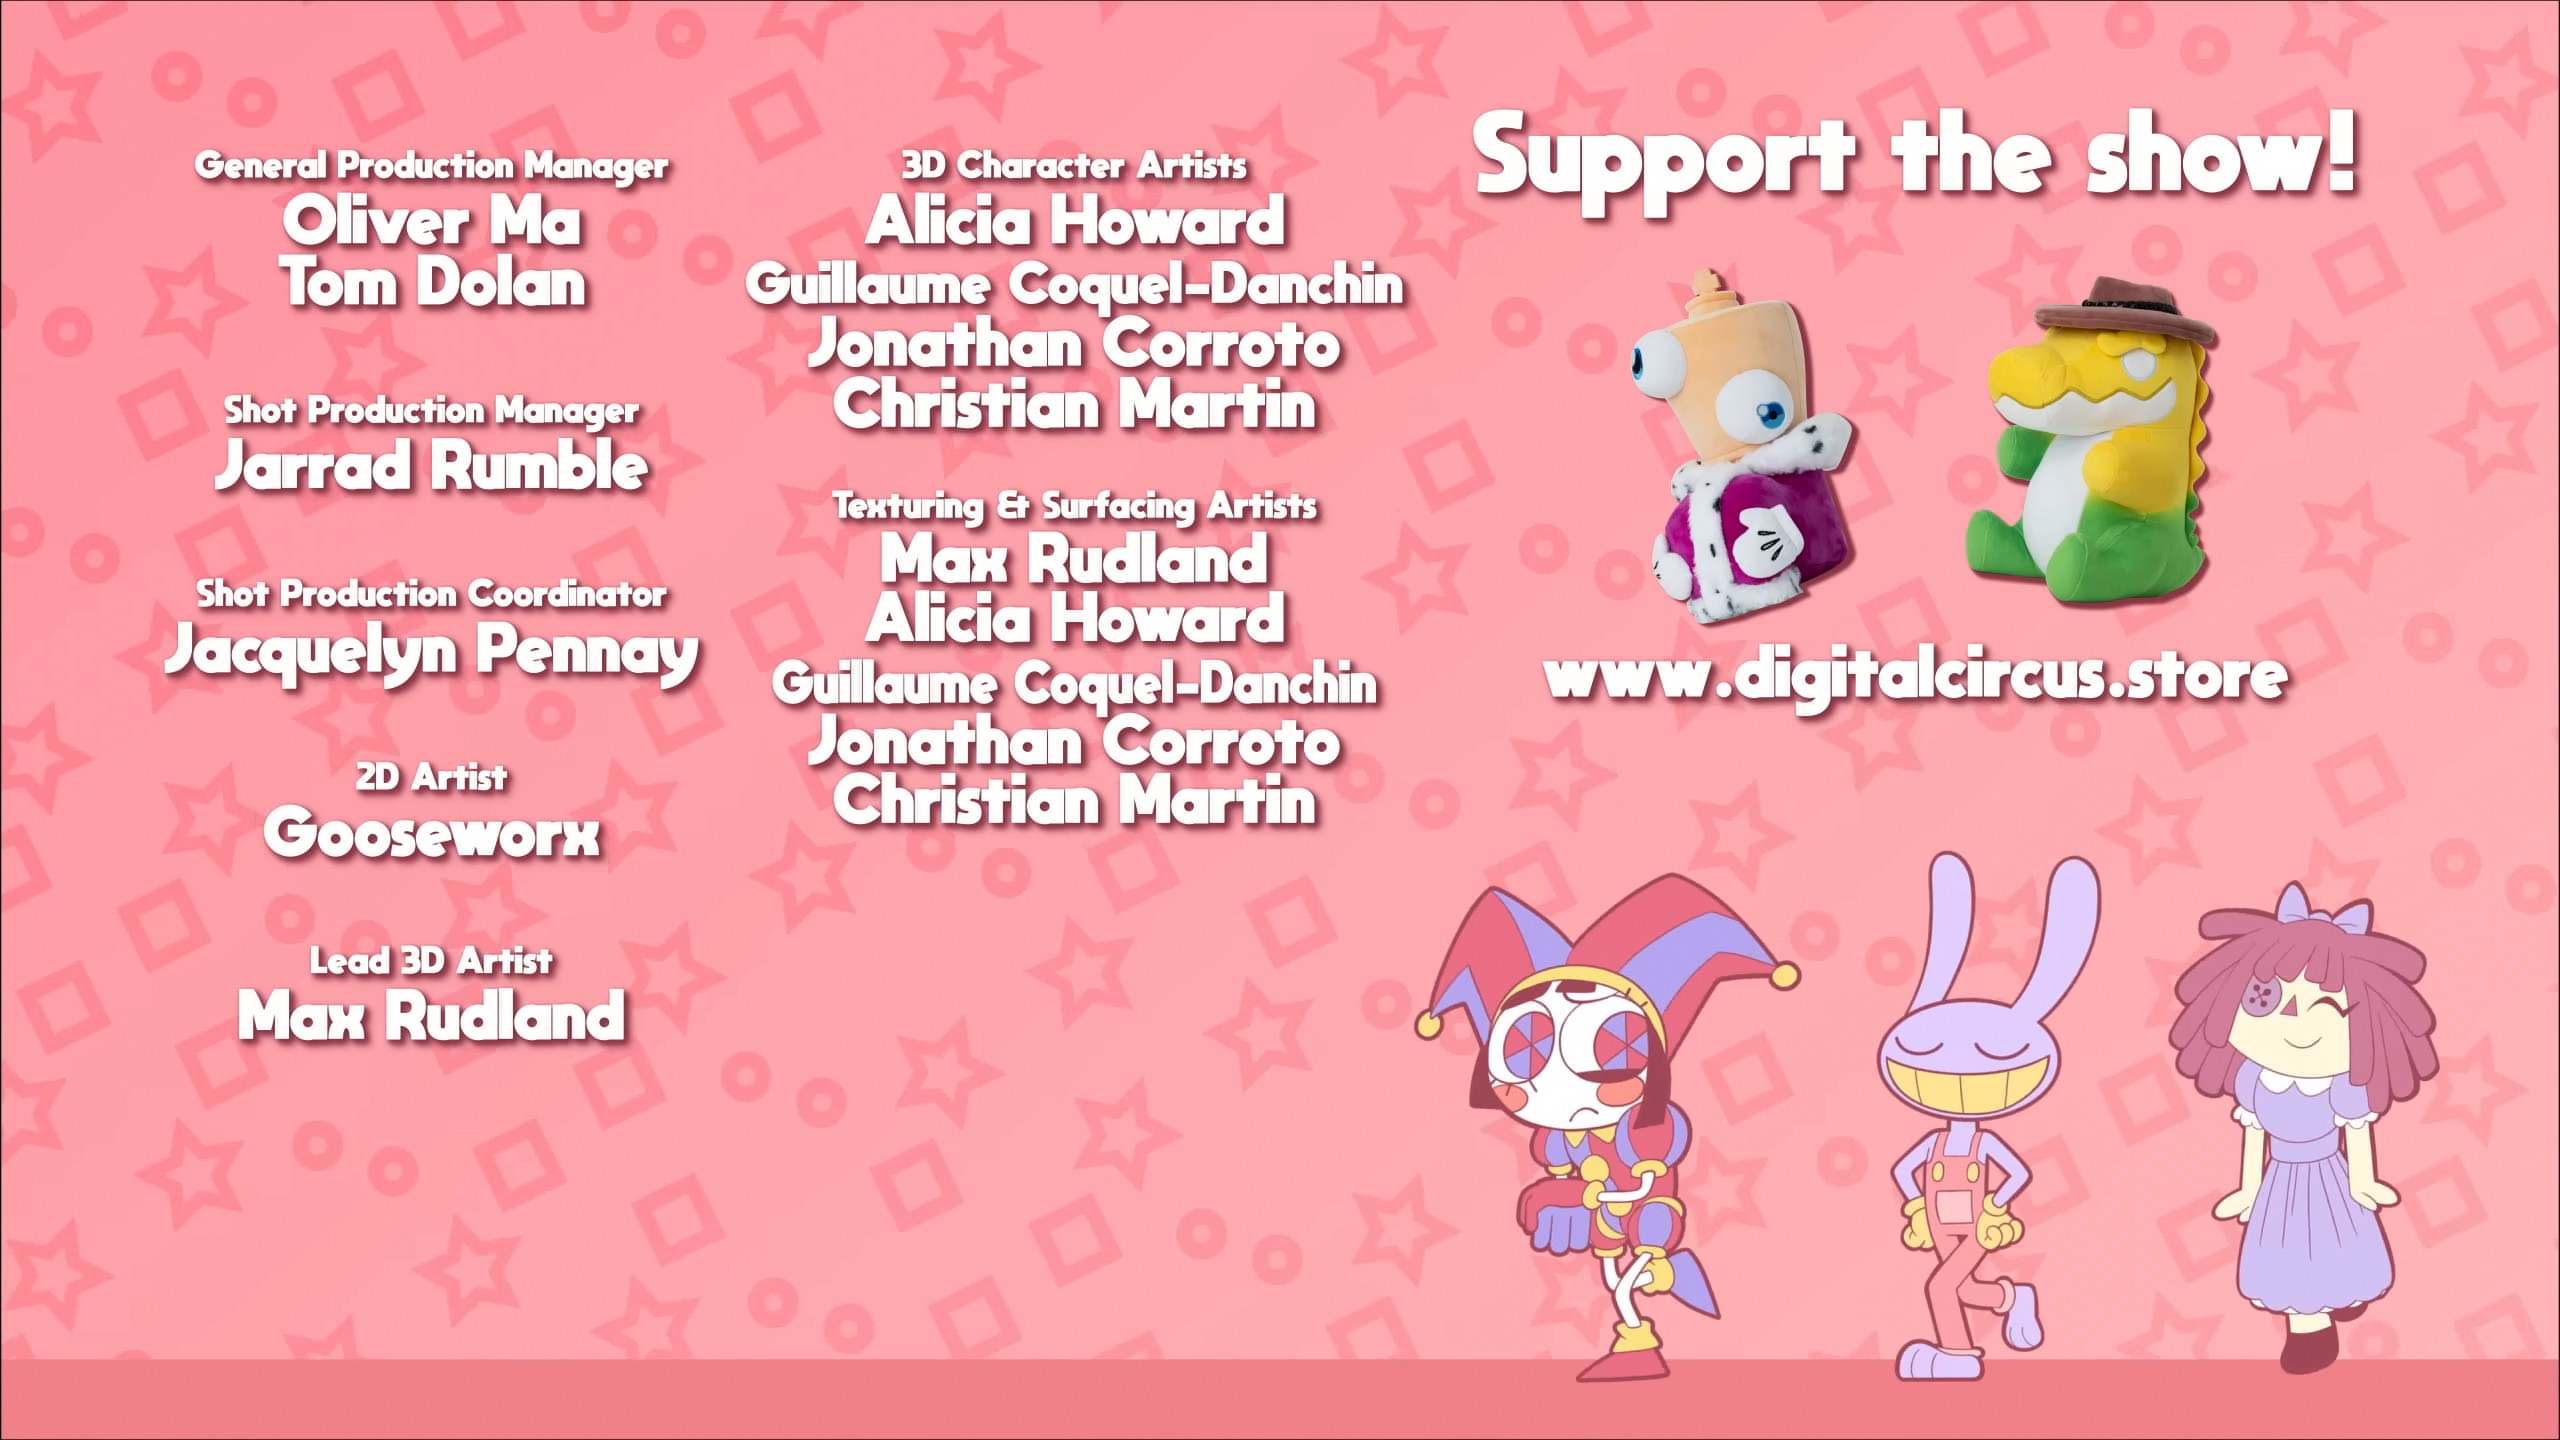 General Production Manager
Oliver Ma
Tom Dolan
Shot Production Manager
Jarrad Rumble
Shot Production Coordinator
Jacquelyn Pennay
2D Artist
Gooseworx
Lead 3D Artist
Max Rudland
3D Character Artists
Alicia Howard
Guillaume Coquel-Danchin
Jonathan Corroto
Christian Martin
Texturing & Surfacing Artists
Max Rudland
Alicia Howard
Guillaume Coquel-Danchin
Jonathan Corroto
Christian Martin
Support the show!
www.digitalcircus.store